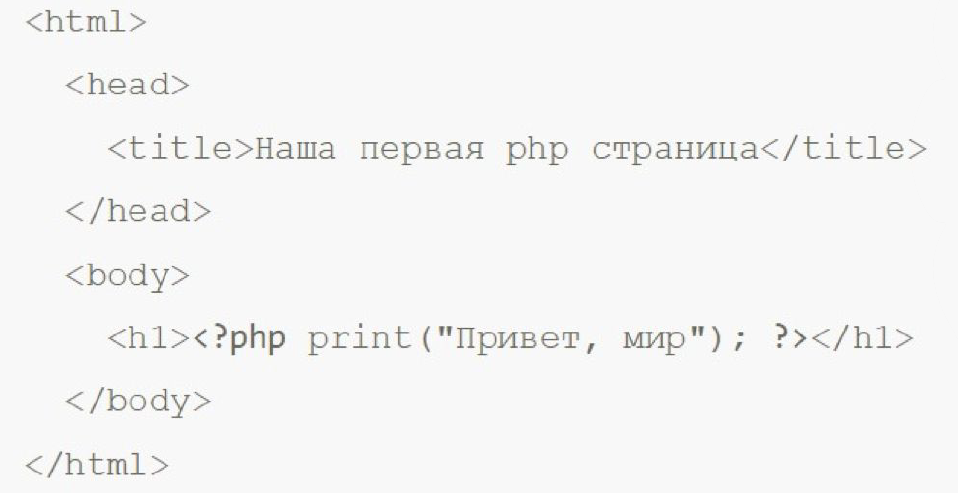 <html>
<head>
<title>Наша первая php страница</title>
</head>
<body>
<h1><?php print("Привет, мир"); ?></h1>
</body>
</html>